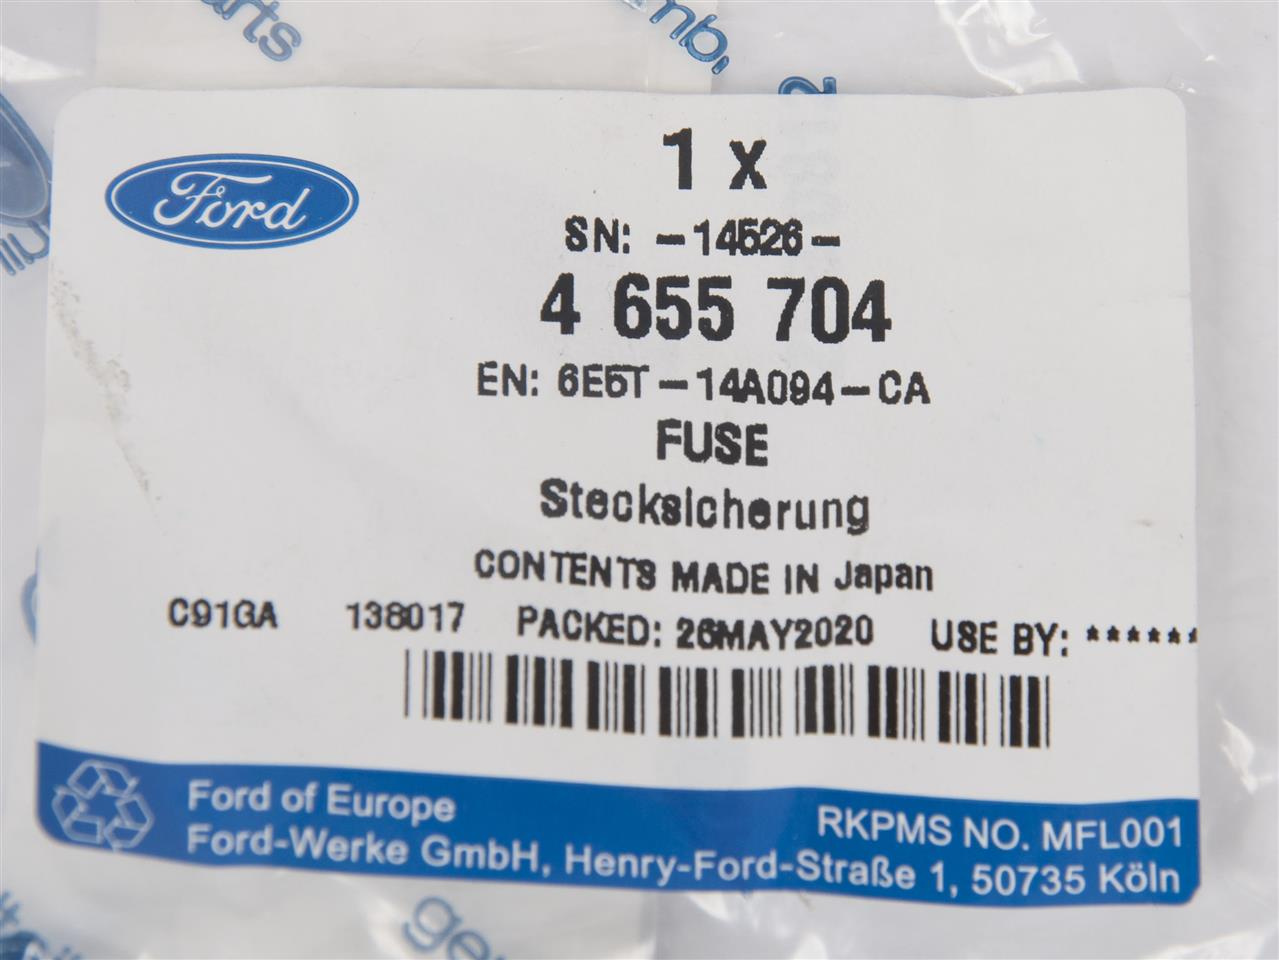 arts
Ford
1 x
SN: -14526-
4 655 704
EN: 6E5T-14A094-CA
FUSE
Stecksicherung
CONTENTS MADE IN Japan
C91GA 138017 PACKED: 26MAY2020 USE BY: ******
Ford of Europe
Ford-Werke GmbH, Henry-Ford-Straße 1, 50735 Köln
RKPMS NO. MFL001